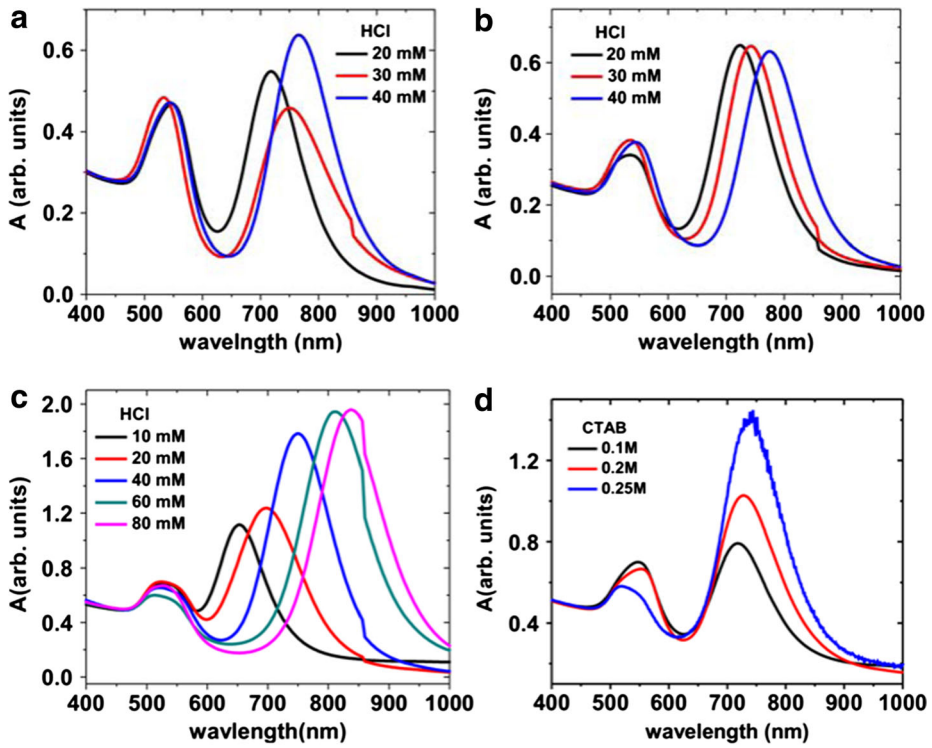 a
HCl
20 mM
30 mM
40 mM
0.6
0.4
0.2
0.0
A (arb. units)
400 500 600 700 800 900 1000
wavelngth (nm)
b
HCl
20 mM
30 mM
40 mM
0.6
0.4
0.2
0.0
A (arb. units)
400 500 600 700 800 900 1000
wavelength (nm)
c
HCl
10 mM
20 mM
40 mM
60 mM
80 mM
2.0
1.6
1.2
0.8
0.4
0.0
A(arb. units)
400 500 600 700 800 900 1000
wavlength(nm)
d
CTAB
0.1M
0.2M
0.25M
1.2
0.8
0.4
A(arb. units)
400 500 600 700 800 900 1000
wavelength (nm)